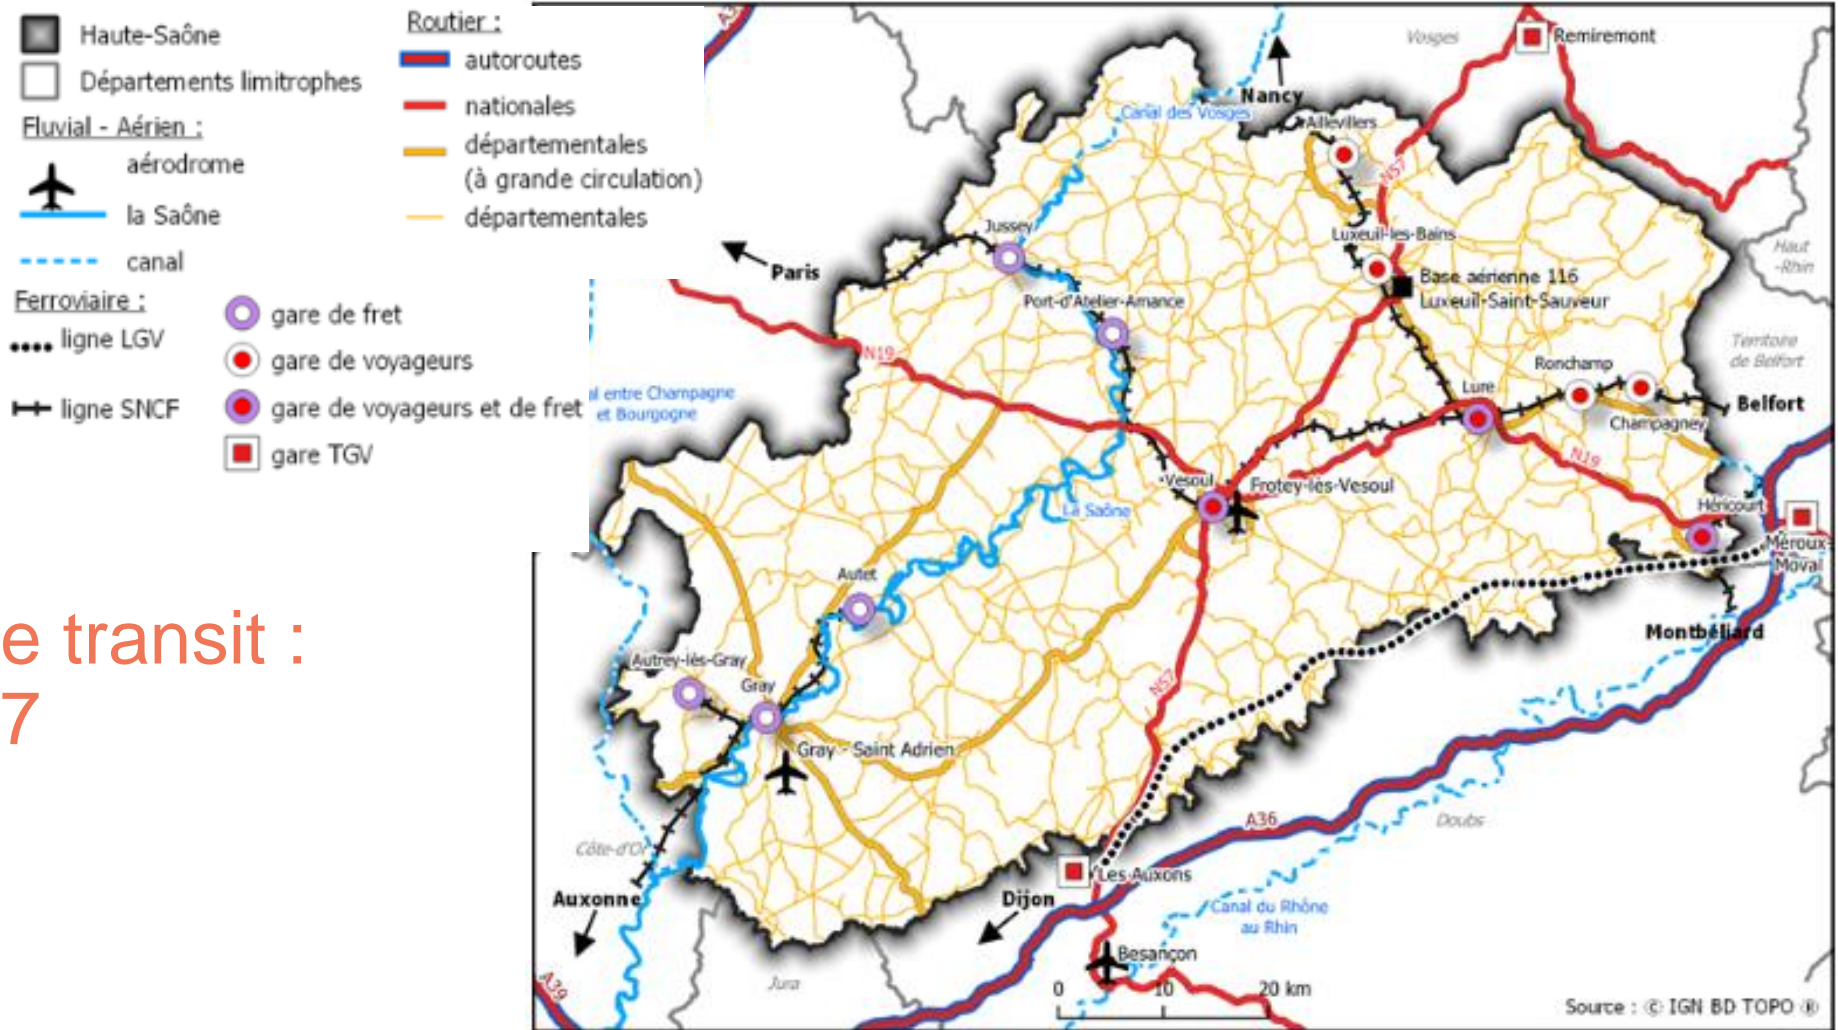 Haute-Saône
Départements limitrophes
Fluvial - Aérien :
aérodrome
la Saône
canal
Ferroviaire :
ligne LGV
ligne SNCF
gare de fret
gare de voyageurs
gare de voyageurs et de fret
gare TGV
Routier :
autoroutes
nationales
départementales
(à grande circulation)
départementales
e transit :
7
Vosges
Remiremont
Nancy
Canal des Vosges
Aillevillers
N57
Jussey
Luxeuil-les-Bains
Haut
-Rhin
Paris
Base aérienne 116
Luxeuil-Saint-Sauveur
Port-d'Atelier-Amance
Territoire
de Belfort
N19
Ronchamp
Lure
al entre Champagne
et Bourgogne
Belfort
Champagney
N19
Vesoul
Frotey-lès-Vesoul
La Saône
Héricourt
Méroux-
Moval
Autet
Montbéliard
Autrey-lès-Gray
Gray
N57
Gray - Saint Adrien
A36
Doubs
Côte-d'Or
Les Auxons
Auxonne
Dijon
Canal du Rhône
au Rhin
Besançon
A39
Jura
0 10 20 km
Source : © IGN BD TOPO ®